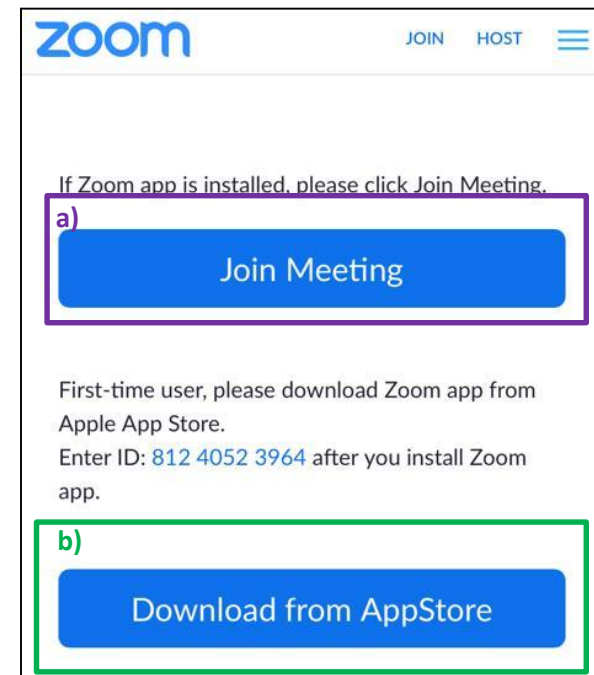 zoom JOIN HOST
If Zoom app is installed, please click Join Meeting.
a)
Join Meeting
First-time user, please download Zoom app from
Apple App Store.
Enter ID: 812 4052 3964 after you install Zoom
app.
b)
Download from AppStore